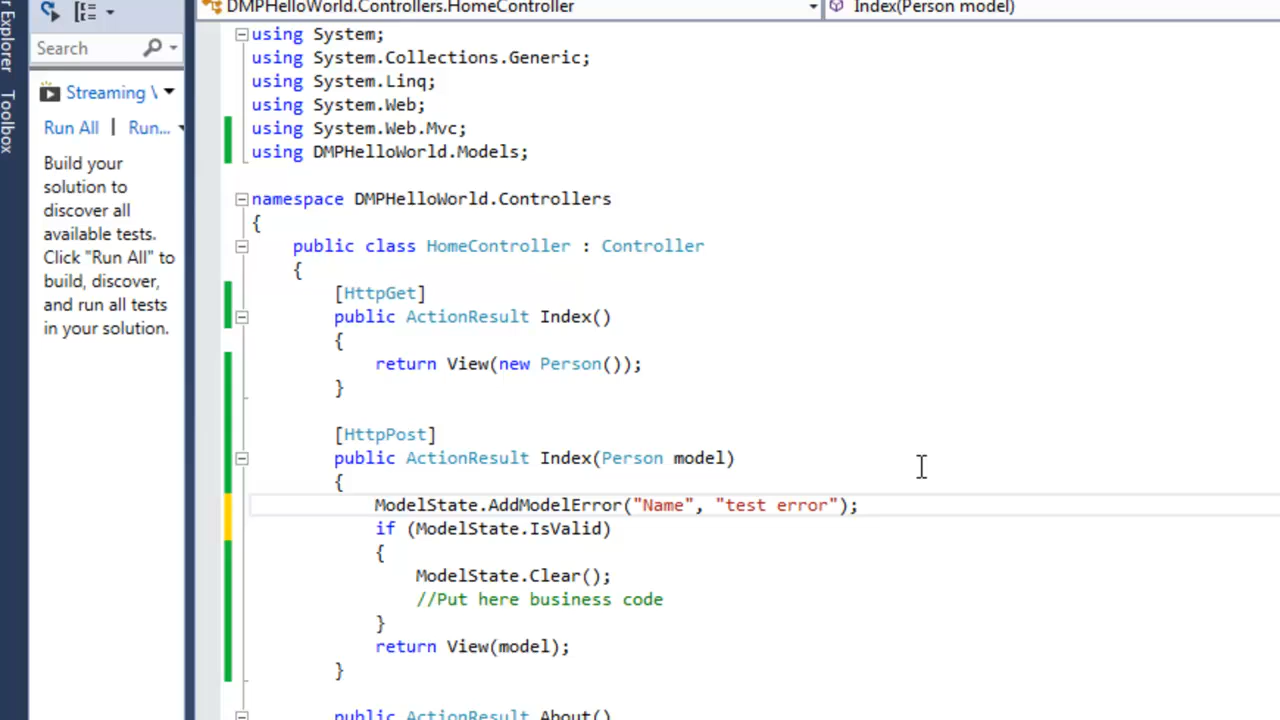 DMPHelloWorld.Controllers.HomeController
Index(Person model)
Explorer
Toolbox
Search
Streaming
Run All | Run...
Build your
solution to
discover all
available tests.
Click "Run All" to
build, discover,
and run all tests
in your solution.
using System;
using System.Collections.Generic;
using System.Linq;
using System.Web;
using System.Web.Mvc;
using DMPHelloWorld.Models;
namespace DMPHelloWorld.Controllers
{
public class HomeController : Controller
{
[HttpGet]
public ActionResult Index()
{
return View(new Person());
}
[HttpPost]
public ActionResult Index(Person model)
{
ModelState.AddModelError("Name", "test error");
if (ModelState.IsValid)
{
ModelState.Clear();
//Put here business code
}
return View(model);
}
public ActionResult About()